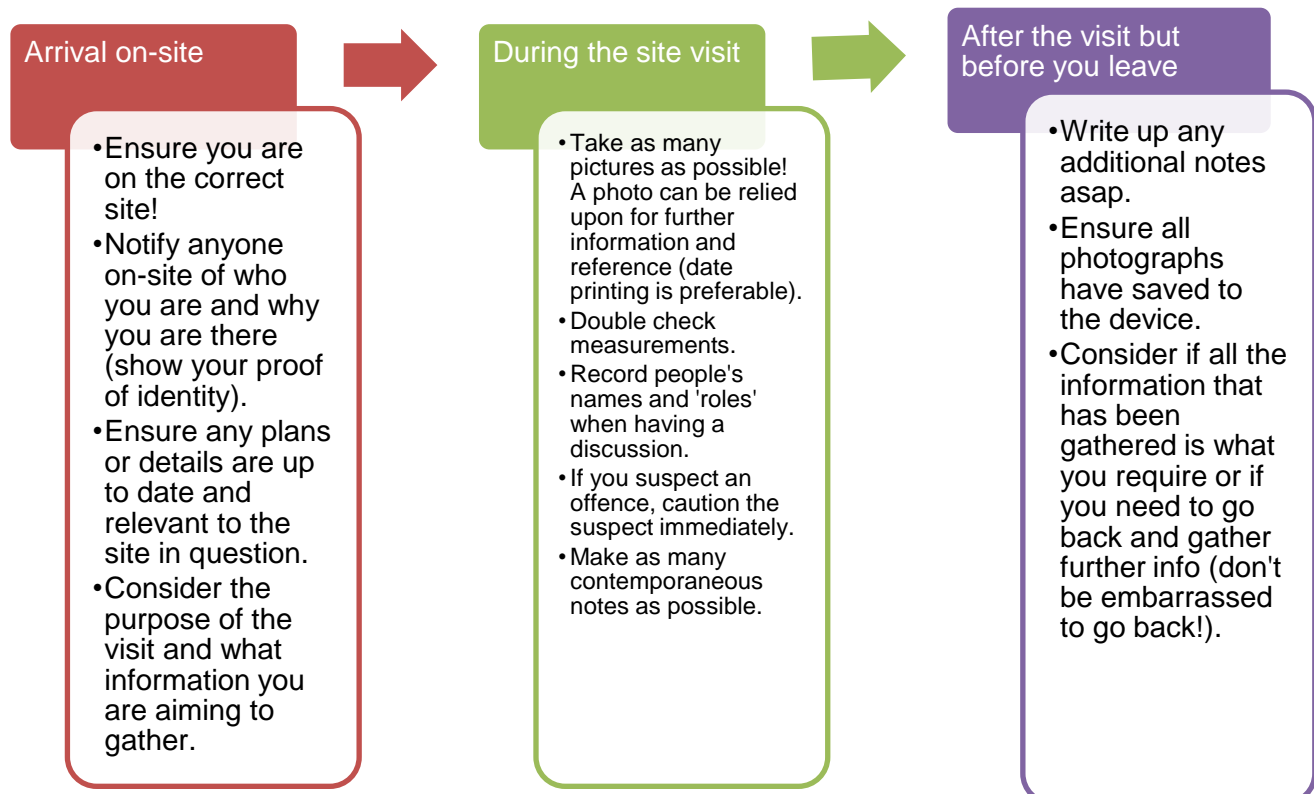 Arrival on-site
•Ensure you are
on the correct
site!
•Notify anyone
on-site of who
you are and why
you are there
(show your proof
of identity).
•Ensure any plans
or details are up
to date and
relevant to the
site in question.
•Consider the
purpose of the
visit and what
information you
are aiming to
gather.
During the site visit
•Take as many
pictures as possible!
A photo can be relied
upon for further
information and
reference (date
printing is preferable).
•Double check
measurements.
•Record people's
names and 'roles'
when having a
discussion.
•If you suspect an
offence, caution the
suspect immediately.
•Make as many
contemporaneous
notes as possible.
After the visit but
before you leave
•Write up any
additional notes
asap.
•Ensure all
photographs
have saved to
the device.
•Consider if all the
information that
has been
gathered is what
you require or if
you need to go
back and gather
further info (don't
be embarrassed
to go back!).